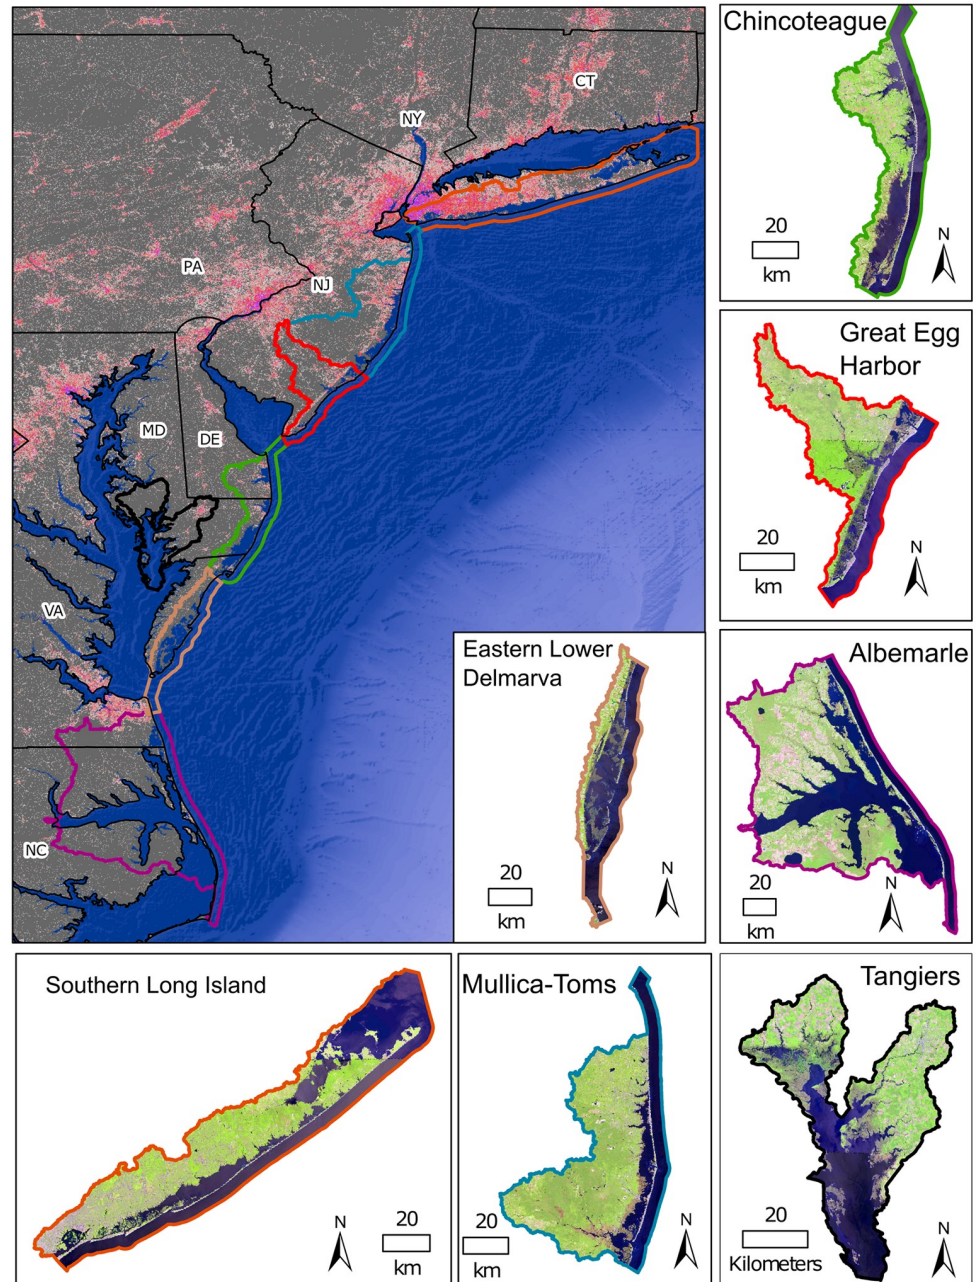 CT
NY
PA
NJ
MD
DE
VA
NC
Chincoteague
20
km
N
Great Egg
Harbor
20
km
N
Eastern Lower
Delmarva
20
km
N
Albemarle
20
km
N
Southern Long Island
N
20
km
Mullica-Toms
20
km
N
Tangiers
20
Kilometers
N